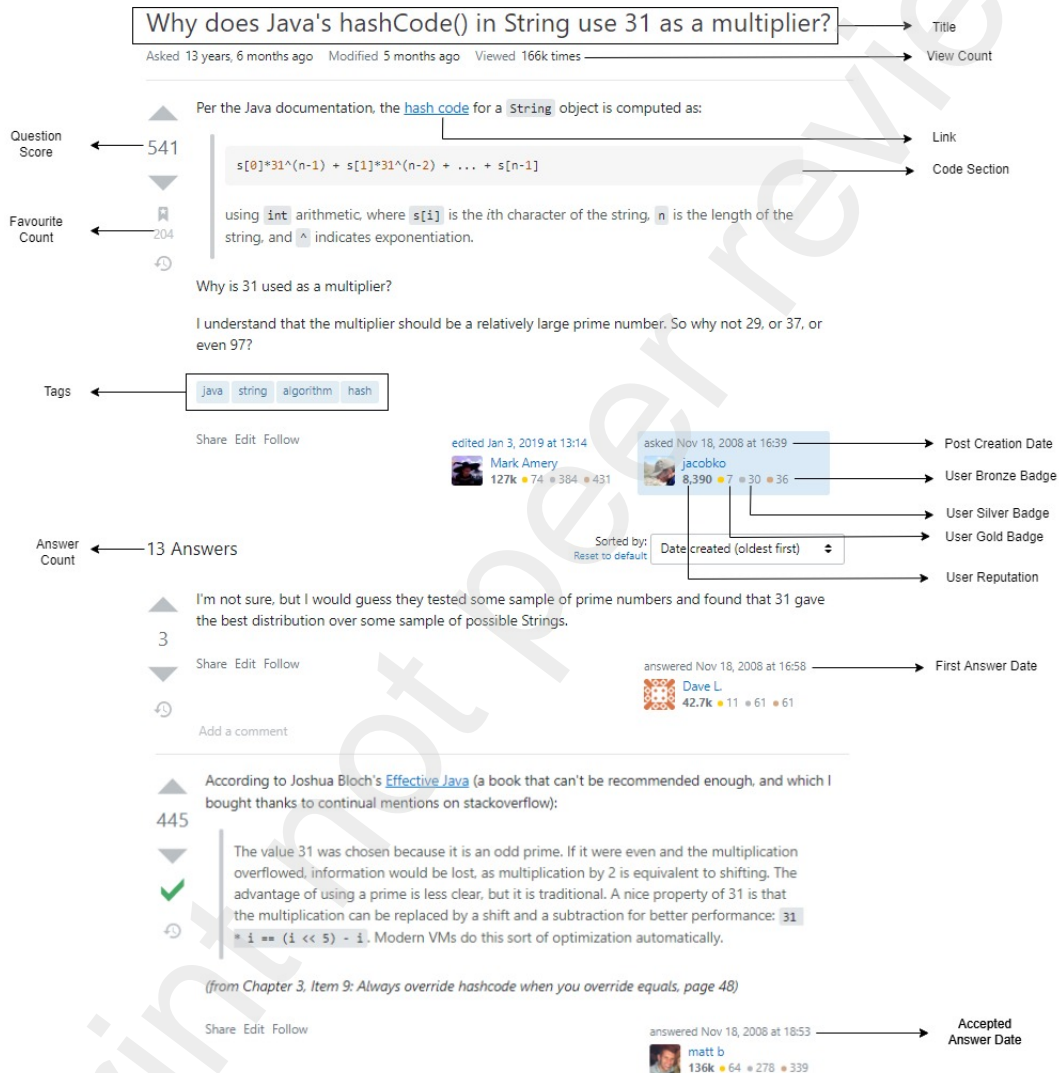 Why does Java's hashCode() in String use 31 as a multiplier?
Title
Asked 13 years, 6 months ago Modified 5 months ago Viewed 166k times
View Count
Per the Java documentation, the hash code for a String object is computed as:
Link
Question
Score
541
s[0]*31^(n-1) + s[1]*31^(n-2) + ... + s[n-1]
Code Section
using int arithmetic, where s[i] is the ith character of the string, n is the length of the
string, and ^ indicates exponentiation.
Favourite
Count
204
Why is 31 used as a multiplier?
I understand that the multiplier should be a relatively large prime number. So why not 29, or 37, or
even 97?
Tags
java string algorithm hash
Share Edit Follow
edited Jan 3, 2019 at 13:14
Mark Amery
127k 74 384 431
asked Nov 18, 2008 at 16:39
jacobko
8,390 7 30 36
Post Creation Date
User Bronze Badge
User Silver Badge
User Gold Badge
User Reputation
Answer
Count
13 Answers
Sorted by:
Reset to default
Date created (oldest first)
I'm not sure, but I would guess they tested some sample of prime numbers and found that 31 gave
the best distribution over some sample of possible Strings.
3
Share Edit Follow
answered Nov 18, 2008 at 16:58
First Answer Date
Dave L.
42.7k 11 61 61
Add a comment
According to Joshua Bloch's Effective Java (a book that can't be recommended enough, and which I
bought thanks to continual mentions on stackoverflow):
445
The value 31 was chosen because it is an odd prime. If it were even and the multiplication
overflowed, information would be lost, as multiplication by 2 is equivalent to shifting. The
advantage of using a prime is less clear, but it is traditional. A nice property of 31 is that
the multiplication can be replaced by a shift and a subtraction for better performance: 31
* i == (i << 5) - i. Modern VMs do this sort of optimization automatically.
(from Chapter 3, Item 9: Always override hashcode when you override equals, page 48)
Share Edit Follow
answered Nov 18, 2008 at 18:53
Accepted
Answer Date
matt b
136k 64 278 339
rint not peer revie